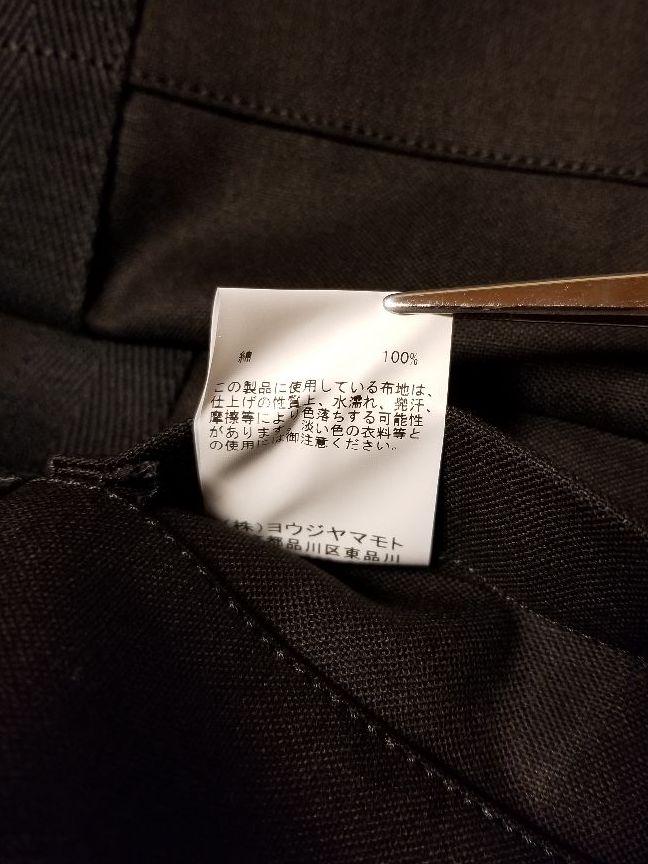 綿 100%
この製品に使用している布地は、
仕上げの性質上、水濡れ、発汗、
摩擦等により色落ちする可能性
があります。淡い色の衣料等と
の使用には御注意ください。
(株)ヨウジヤマモト
都品川区東品川